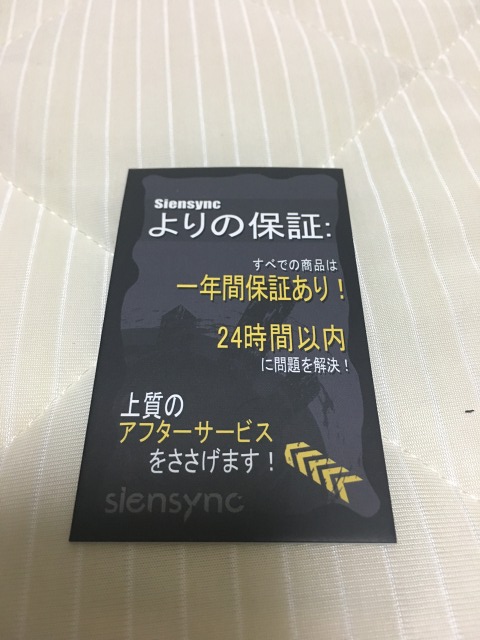 Siensync
よりの保証:
すべての商品は
一年間保証あり!
24時間以内
に問題を解決!
上質の
アフターサービス
をささげます!
siensync